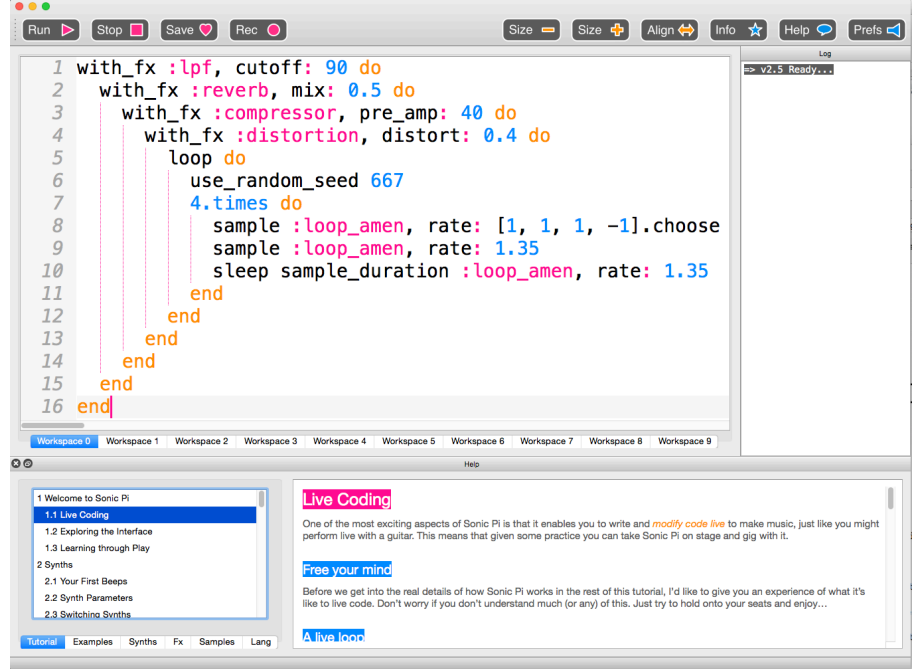 Run Stop Save Rec Size Size Align Info Help Prefs
Log
=> v2.5 Ready...
1 with_fx :lpf, cutoff: 90 do
2 with_fx :reverb, mix: 0.5 do
3 with_fx :compressor, pre_amp: 40 do
4 with_fx :distortion, distort: 0.4 do
5 loop do
6 use_random_seed 667
7 4.times do
8 sample :loop_amen, rate: [1, 1, 1, -1].choose
9 sample :loop_amen, rate: 1.35
10 sleep sample_duration :loop_amen, rate: 1.35
11 end
12 end
13 end
14 end
15 end
16 end
Workspace 0 Workspace 1 Workspace 2 Workspace 3 Workspace 4 Workspace 5 Workspace 6 Workspace 7 Workspace 8 Workspace 9
Help
1 Welcome to Sonic Pi
1.1 Live Coding
1.2 Exploring the Interface
1.3 Learning through Play
2 Synths
2.1 Your First Beeps
2.2 Synth Parameters
2.3 Switching Synths
Tutorial Examples Synths Fx Samples Lang
Live Coding
One of the most exciting aspects of Sonic Pi is that it enables you to write and modify code live to make music, just like you might
perform live with a guitar. This means that given some practice you can take Sonic Pi on stage and gig with it.
Free your mind
Before we get into the real details of how Sonic Pi works in the rest of this tutorial, I'd like to give you an experience of what it's
like to live code. Don't worry if you don't understand much (or any) of this. Just try to hold onto your seats and enjoy...
A live loop